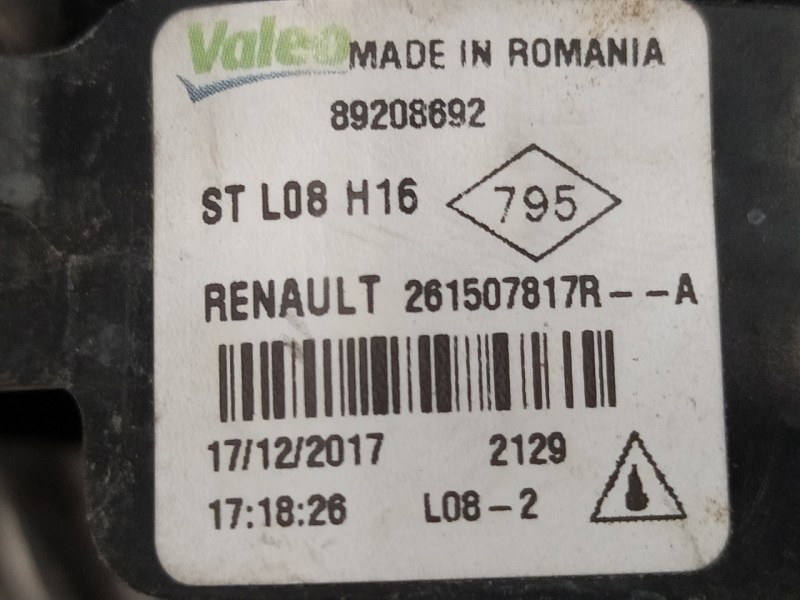 Valeo MADE IN ROMANIA
89208692
ST L08 H16 795
RENAULT 261507817R--A
17/12/2017 2129
17:18:26 L08-2